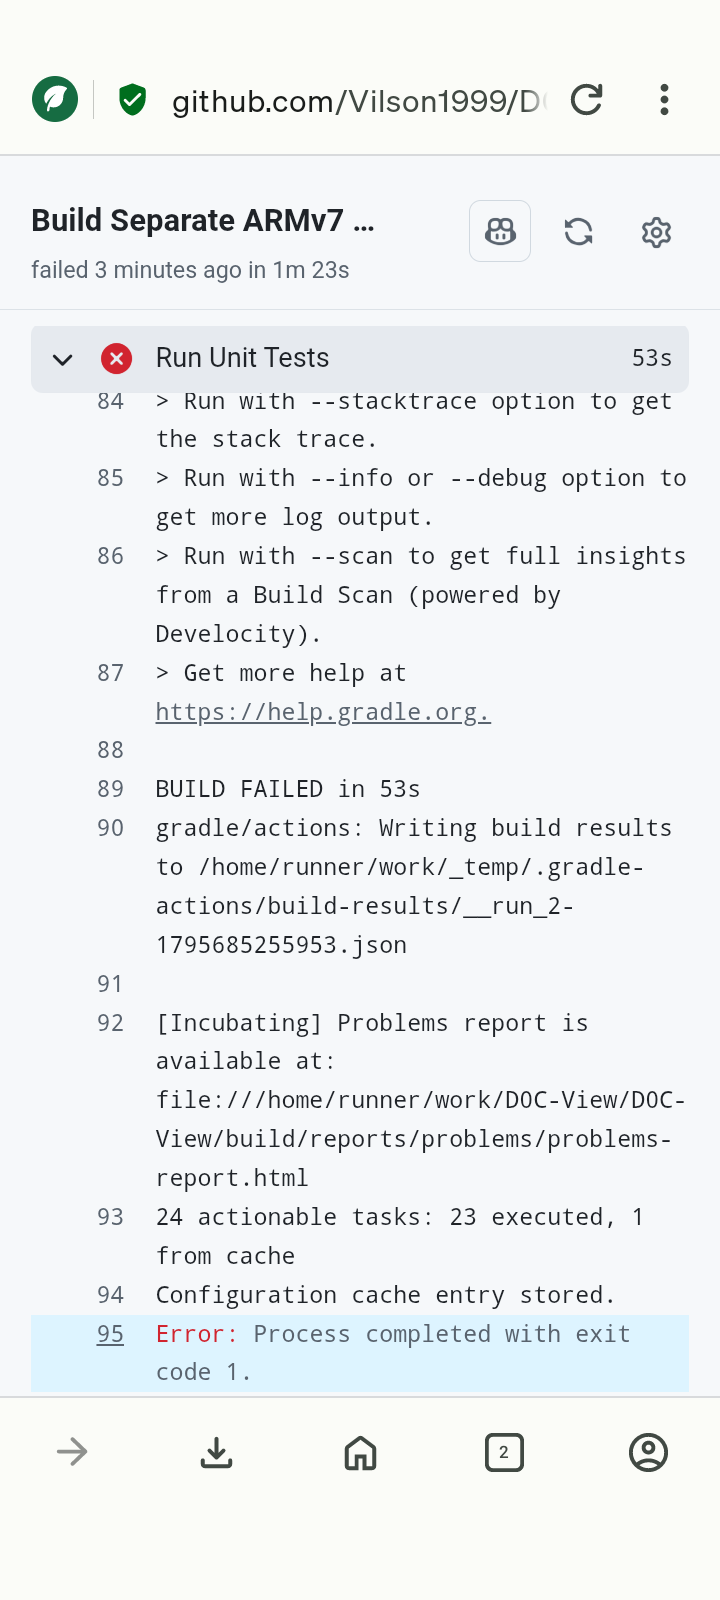 github.com/Vilson1999/D
Build Separate ARMv7 ...
failed 3 minutes ago in 1m 23s
Run Unit Tests 53s
84 > Run with --stacktrace option to get
the stack trace.
85 > Run with --info or --debug option to
get more log output.
86 > Run with --scan to get full insights
from a Build Scan (powered by
Develocity).
87 > Get more help at
https://help.gradle.org.
88
89 BUILD FAILED in 53s
90 gradle/actions: Writing build results
to /home/runner/work/_temp/.gradle-
actions/build-results/__run_2-
1795685255953.json
91
92 [Incubating] Problems report is
available at:
file:///home/runner/work/DOC-View/DOC-
View/build/reports/problems/problems-
report.html
93 24 actionable tasks: 23 executed, 1
from cache
94 Configuration cache entry stored.
95 Error: Process completed with exit
code 1.
2